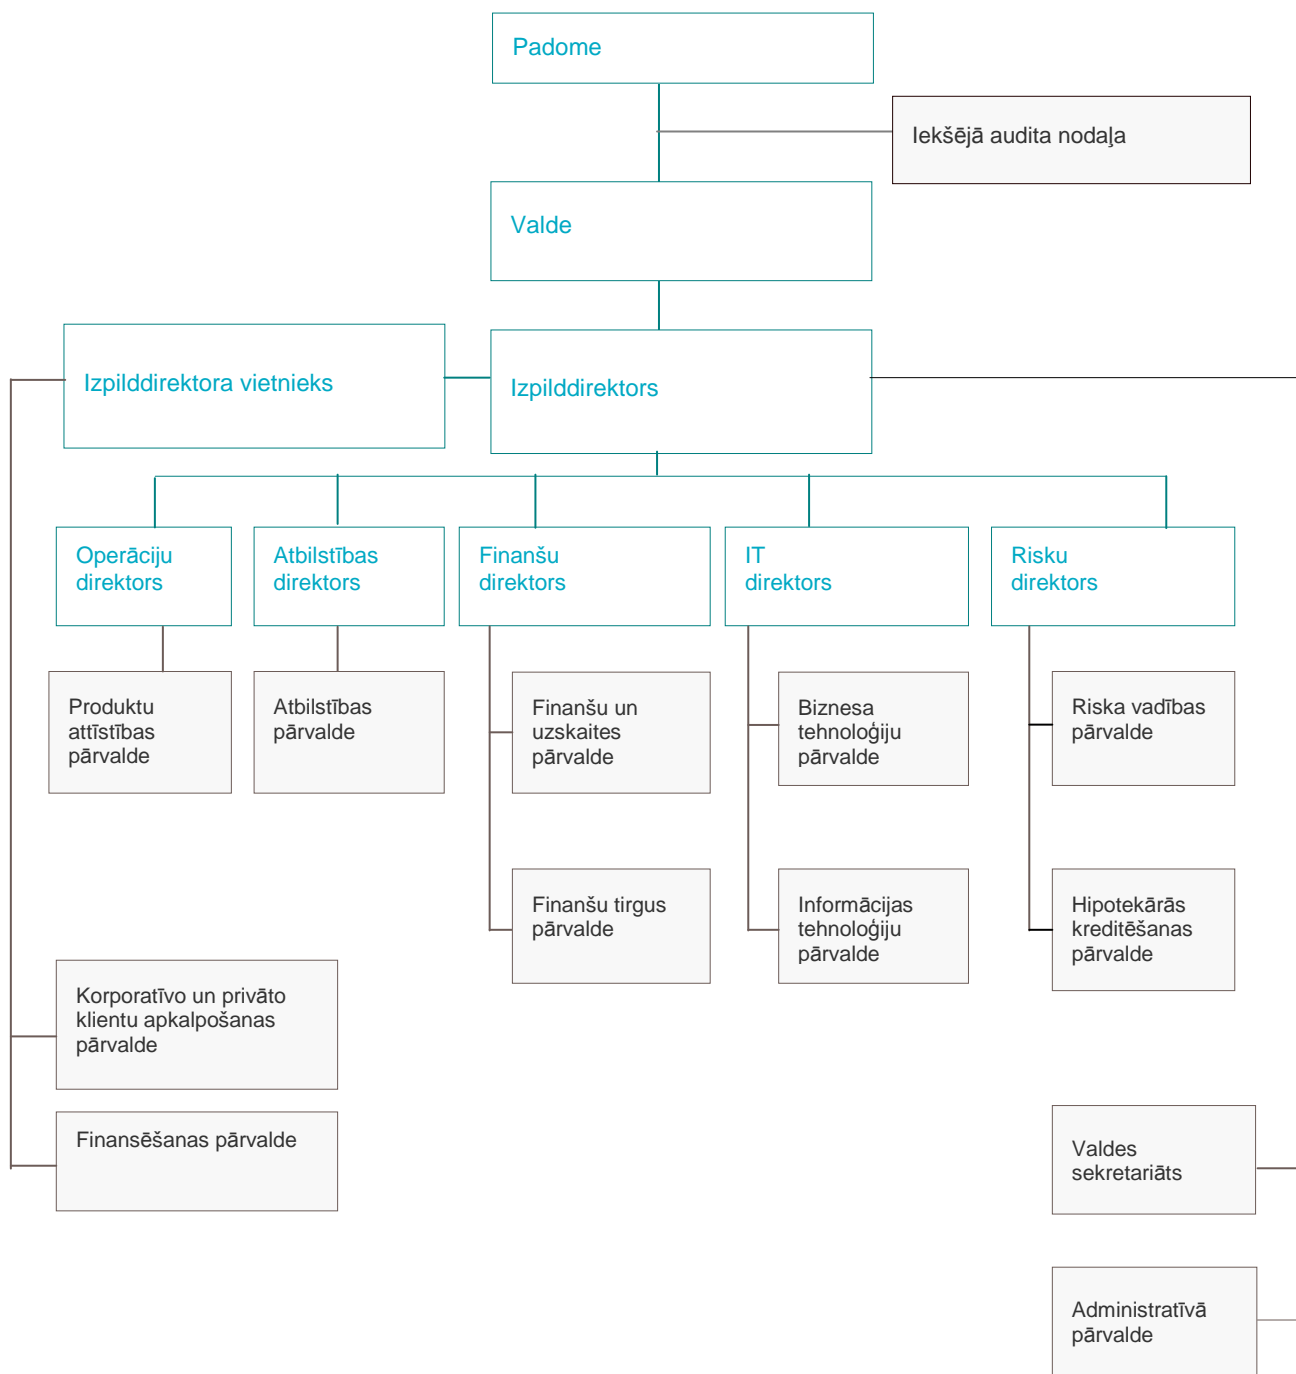 Padome
Iekšējā audita nodaļa
Valde
Izpilddirektora vietnieks
Izpilddirektors
Operāciju
direktors
Atbilstības
direktors
Finanšu
direktors
IT
direktors
Risku
direktors
Produktu
attīstības
pārvalde
Atbilstības
pārvalde
Finanšu un
uzskaites
pārvalde
Biznesa
tehnoloģiju
pārvalde
Riska vadības
pārvalde
Finanšu tirgus
pārvalde
Informācijas
tehnoloģiju
pārvalde
Hipotekārās
kreditēšanas
pārvalde
Korporatīvo un privāto
klientu apkalpošanas
pārvalde
Finansēšanas pārvalde
Valdes
sekretariāts
Administratīvā
pārvalde